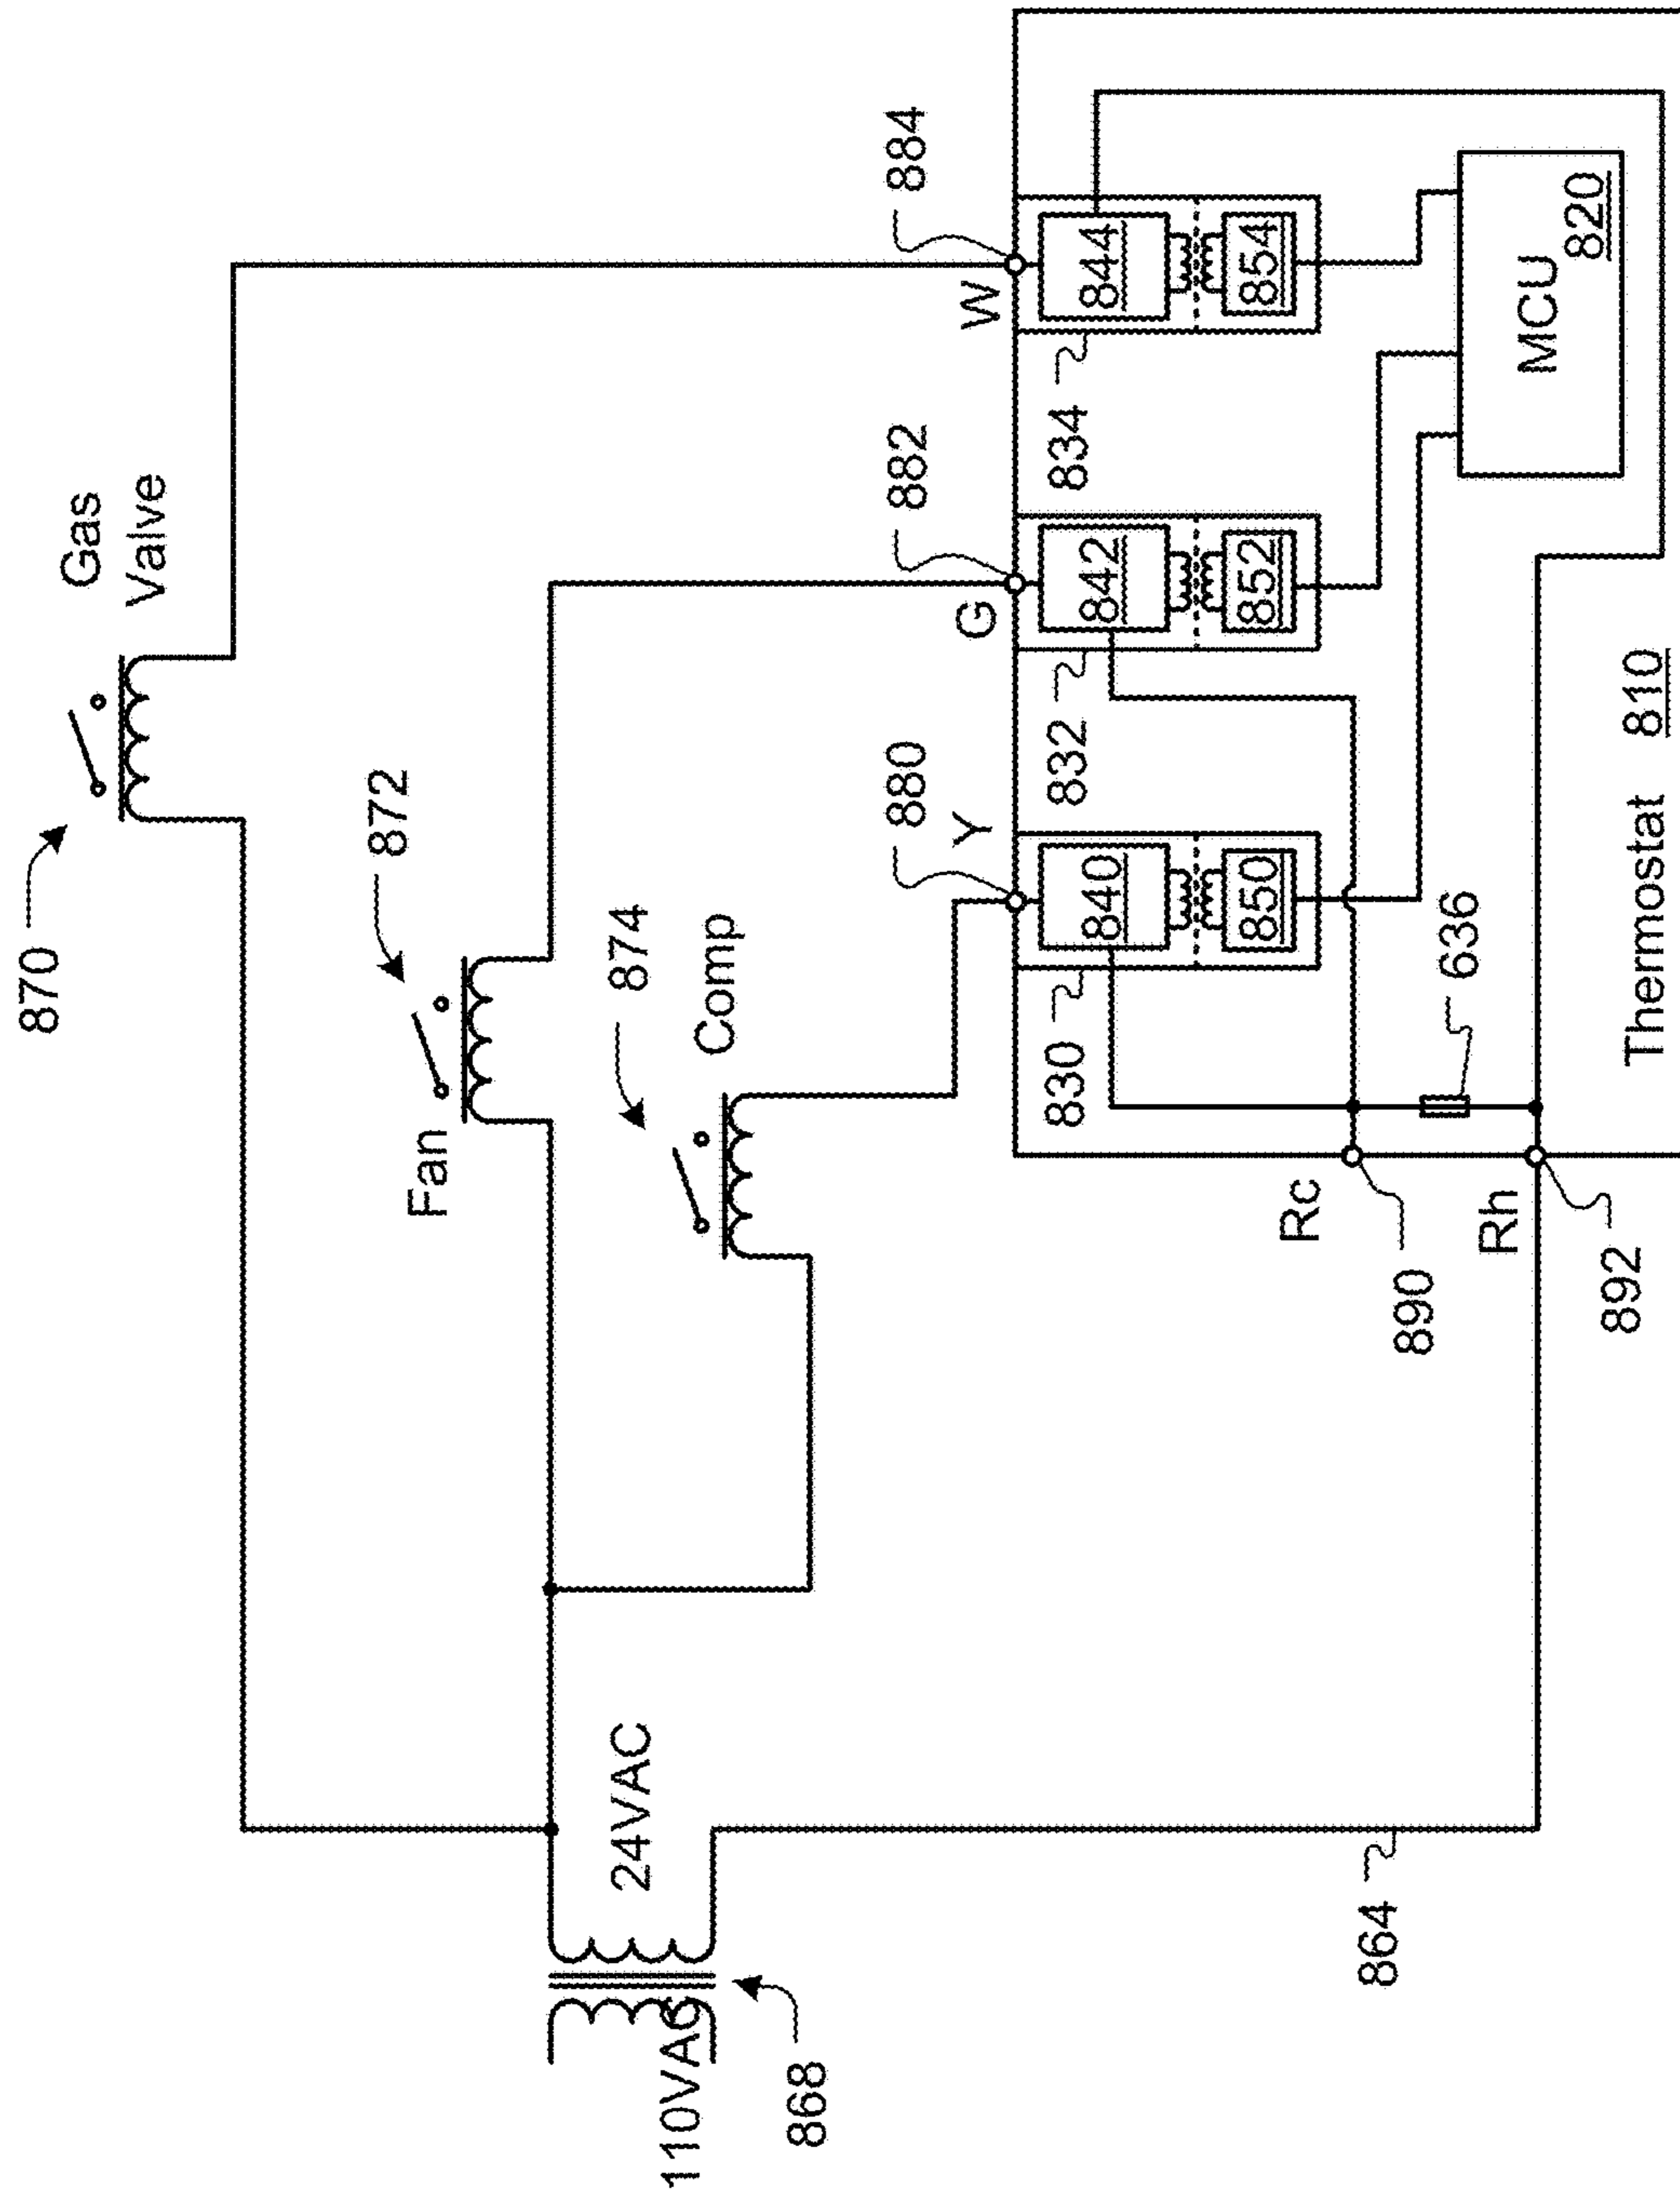 870
Gas
Valve
872
Fan
874
Comp
110VAC
24VAC
868
864
880
Y
882
G
884
W
830
832
834
840
842
844
850
852
854
Rc
890
Rh
892
636
MCU
820
Thermostat 810